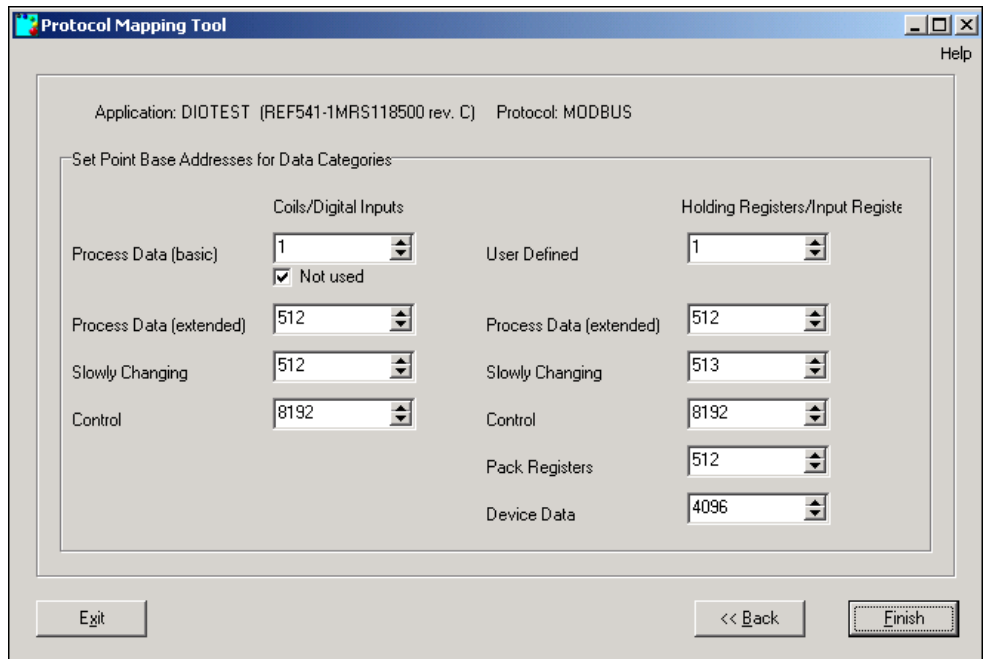 Protocol Mapping Tool
Help
Application: DIOTEST (REF541-1MRS118500 rev. C) Protocol: MODBUS
Set Point Base Addresses for Data Categories
Coils/Digital Inputs Holding Registers/Input Registe
Process Data (basic) 1 User Defined 1
Not used
Process Data (extended) 512 Process Data (extended) 512
Slowly Changing 512 Slowly Changing 513
Control 8192 Control 8192
Pack Registers 512
Device Data 4096
Exit << Back Finish